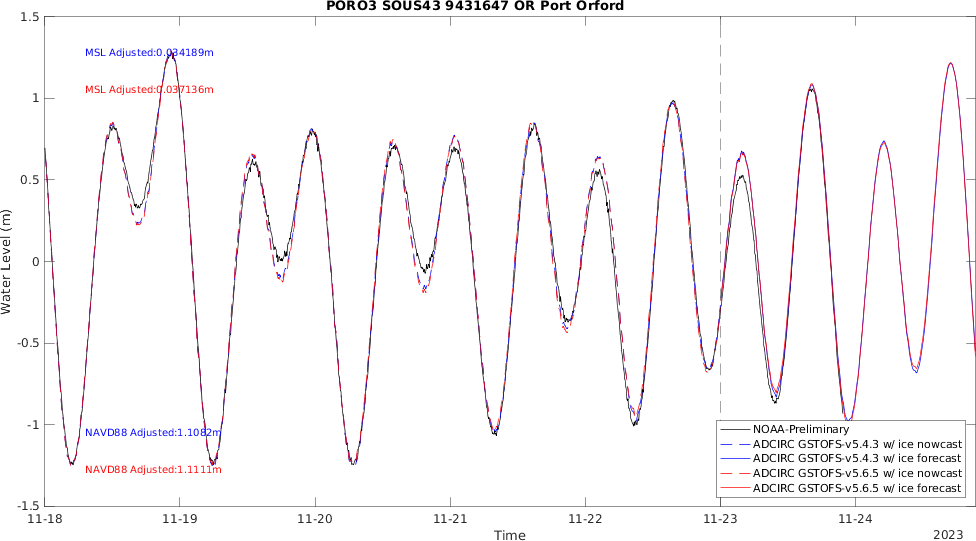 PORO3 SOUS43 9431647 OR Port Orford
1.5
1
0.5
0
-0.5
-1
-1.5
Water Level (m)
MSL Adjusted:0.034189m
MSL Adjusted:0.037136m
NAVD88 Adjusted:1.1082m
NAVD88 Adjusted:1.1111m
NOAA-Preliminary
ADCIRC GSTOFS-v5.4.3 w/ ice nowcast
ADCIRC GSTOFS-v5.4.3 w/ ice forecast
ADCIRC GSTOFS-v5.6.5 w/ ice nowcast
ADCIRC GSTOFS-v5.6.5 w/ ice forecast
11-18 11-19 11-20 11-21 11-22 11-23 11-24
Time
2023